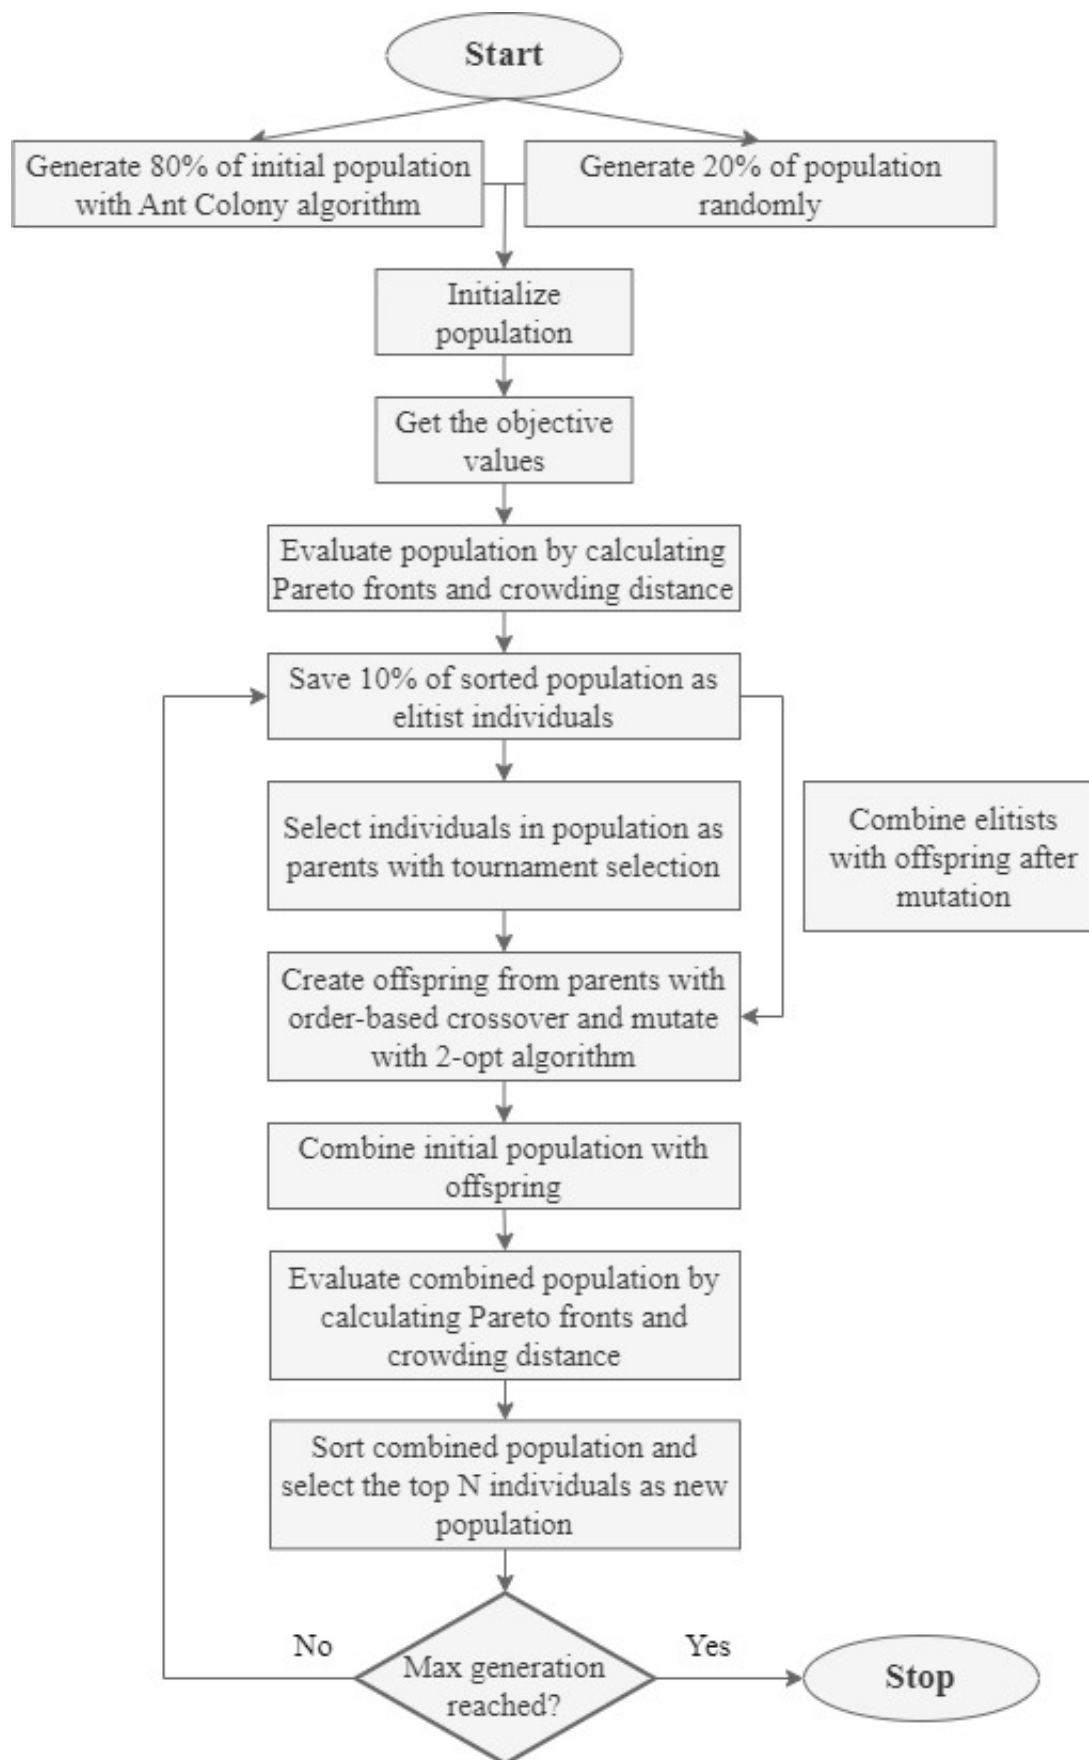 Start
Generate 80% of initial population
with Ant Colony algorithm
Generate 20% of population
randomly
Initialize
population
Get the objective
values
Evaluate population by calculating
Pareto fronts and crowding distance
Save 10% of sorted population as
elitist individuals
Select individuals in population as
parents with tournament selection
Combine elitists
with offspring after
mutation
Create offspring from parents with
order-based crossover and mutate
with 2-opt algorithm
Combine initial population with
offspring
Evaluate combined population by
calculating Pareto fronts and
crowding distance
Sort combined population and
select the top N individuals as new
population
No
Yes
Max generation
reached?
Stop